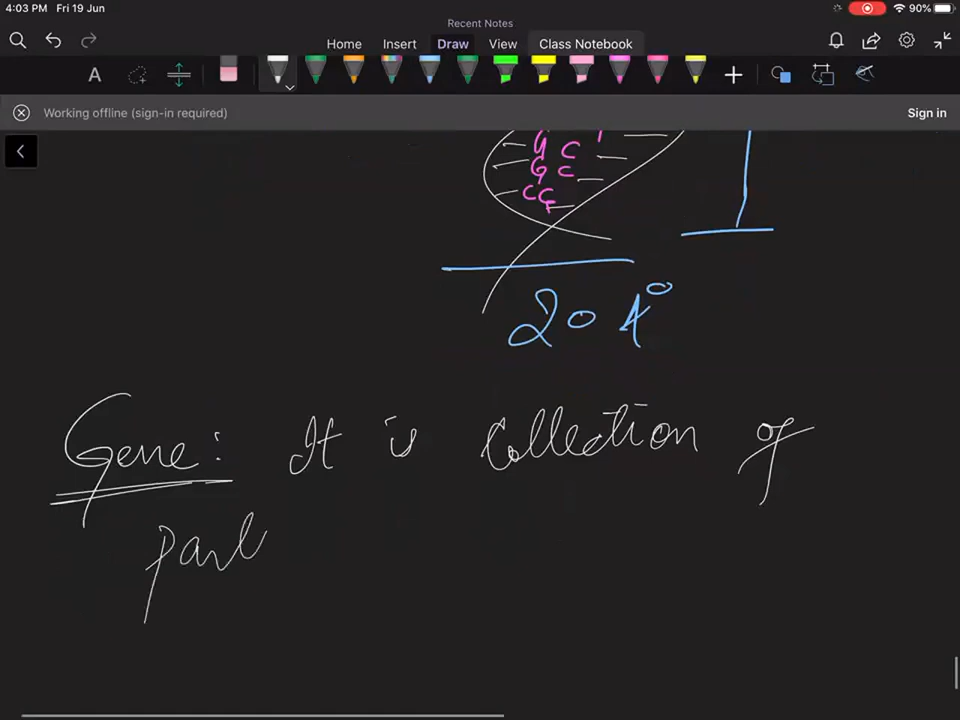 4:03 PM Fri 19 Jun 90%
Recent Notes
Home Insert Draw View Class Notebook
A
Working offline (sign-in required) Sign in
G C
G C
C G
20 A°
Gene: It is collection of
part